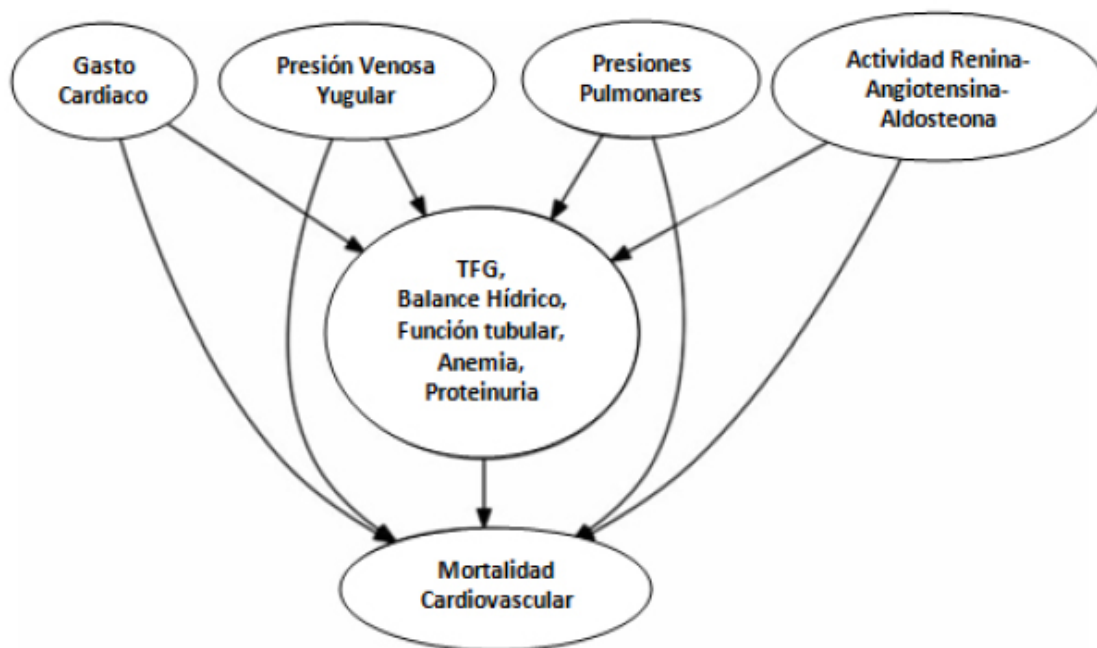 Gasto
Cardiaco
Presión Venosa
Yugular
Presiones
Pulmonares
Actividad Renina-
Angiotensina-
Aldosteona
TFG,
Balance Hídrico,
Función tubular,
Anemia,
Proteinuria
Mortalidad
Cardiovascular